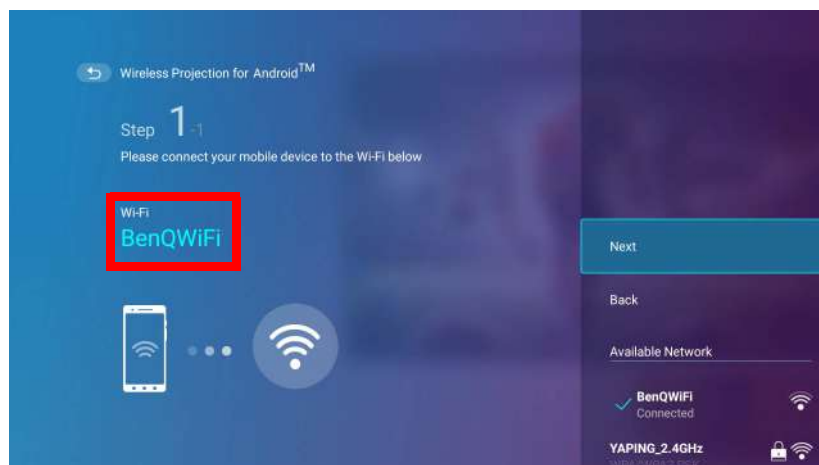 Wireless Projection for Android™
Step 1-1
Please connect your mobile device to the Wi-Fi below
Wi-Fi
BenQWiFi
Next
Back
Available Network
BenQWiFi
Connected
YAPING_2.4GHz